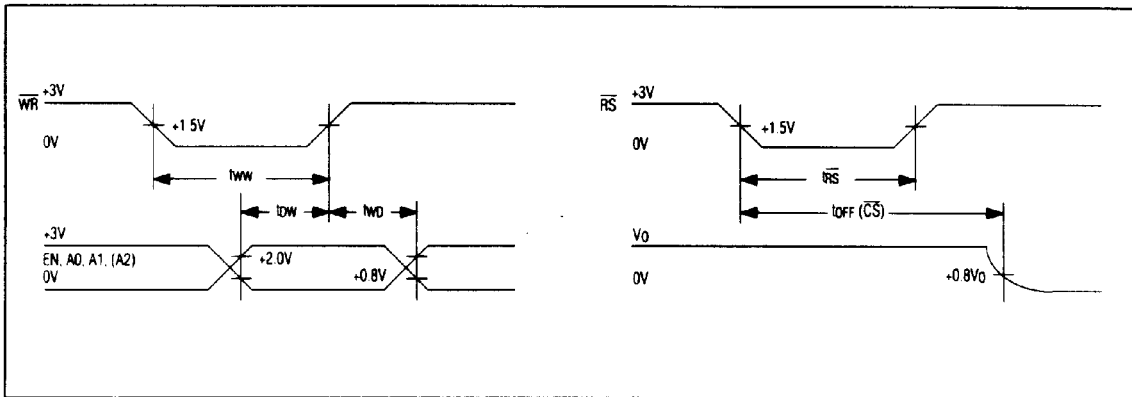 WR +3V
+1.5V
0V
tWW
tDW
tWD
+3V
EN, A0, A1, (A2)
0V
+2.0V
+0.8V
RS +3V
+1.5V
0V
tRS
tOFF (CS)
VO
0V
+0.8VO